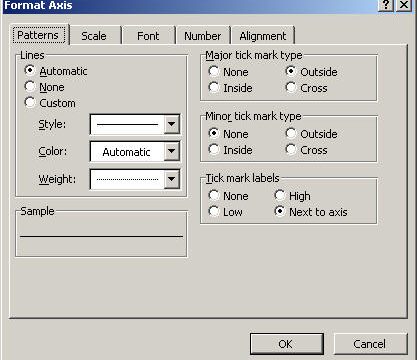 Format Axis
Patterns Scale Font Number Alignment
Lines
Automatic
None
Custom
Style:
Color: Automatic
Weight:
Sample
Major tick mark type
None Outside
Inside Cross
Minor tick mark type
None Outside
Inside Cross
Tick mark labels
None High
Low Next to axis
OK Cancel